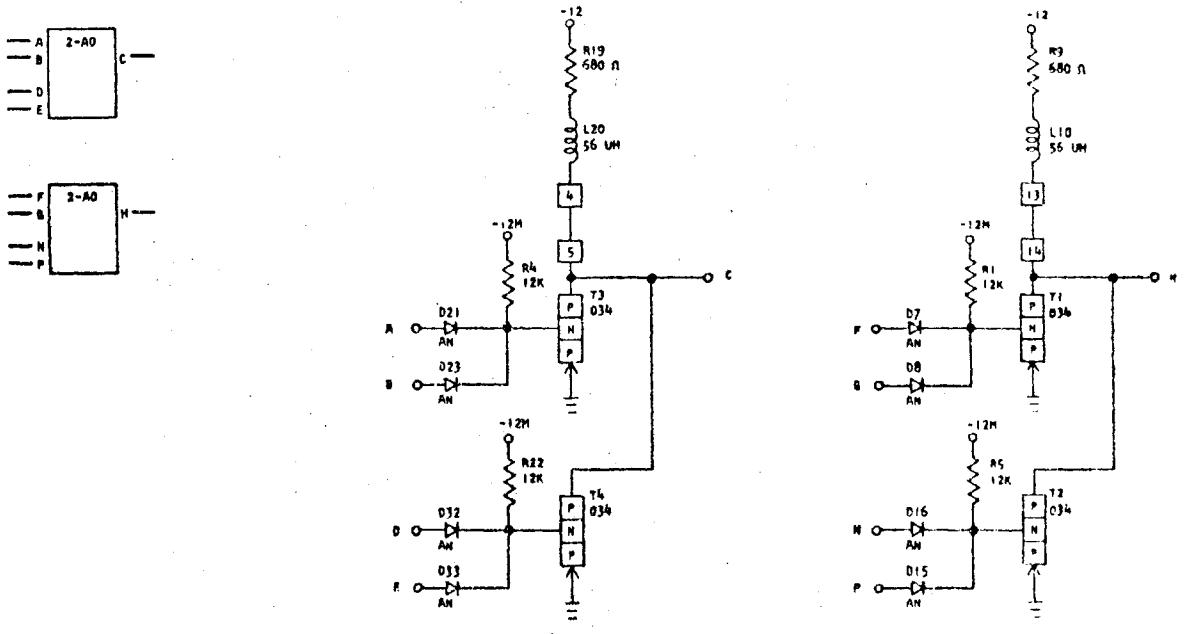 2-AO
A
B
C
D
E
2-AO
F
G
H
N
P
-12
R19
680 Ω
L20
56 UH
4
5
-12M
R4
12K
C
T3
034
P
N
P
D21
A
AN
D23
B
AN
-12M
R22
12K
T4
034
P
N
P
D32
D
AN
D33
E
AN
-12
R9
680 Ω
L10
56 UH
13
14
-12M
R1
12K
H
T1
034
P
N
P
D7
F
AN
D8
G
AN
-12M
R5
12K
T2
034
P
N
P
D16
N
AN
D15
P
AN